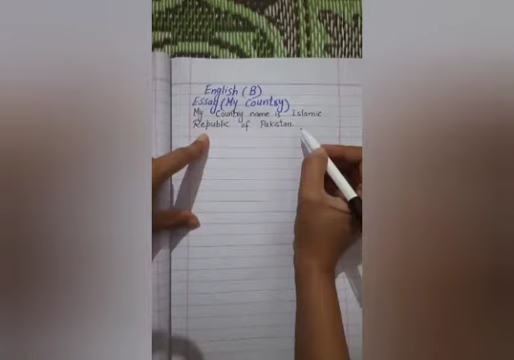 English (B)
Essay (My Country)
My Country name is Islamic
Republic of Pakistan.